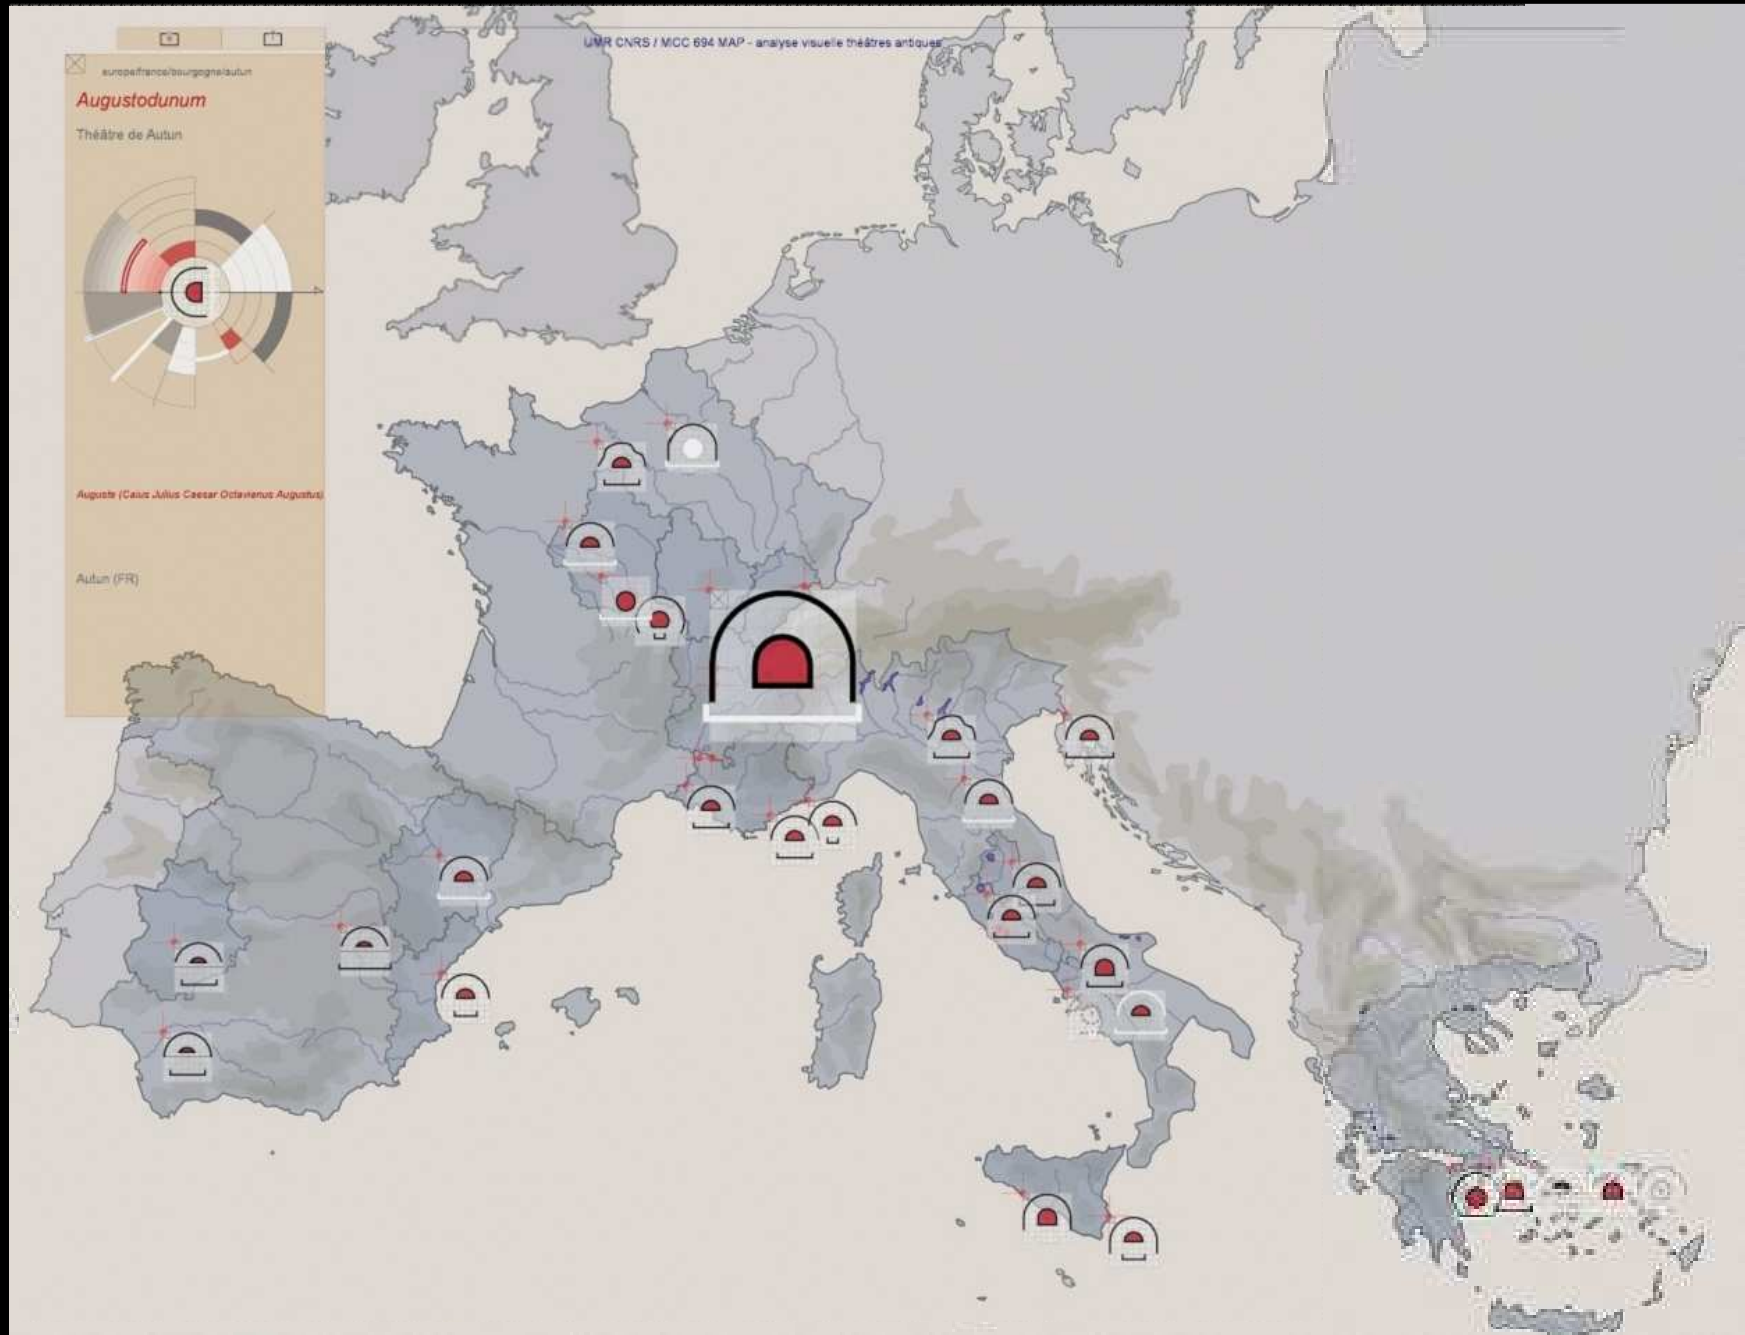 UMR CNRS / MCC 694 MAP - analyse visuelle théâtres antiques
europe/france/bourgogne/autun
Augustodunum
Théâtre de Autun
Auguste (Caius Julius Caesar Octavianus Augustus)
Autun (FR)